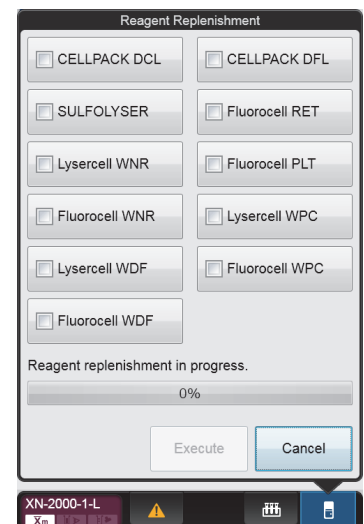 Reagent Replenishment
CELLPACK DCL CELLPACK DFL
SULFOLYSER Fluorocell RET
Lysercell WNR Fluorocell PLT
Fluorocell WNR Lysercell WPC
Lysercell WDF Fluorocell WPC
Fluorocell WDF
Reagent replenishment in progress.
0%
Execute Cancel
XN-2000-1-L
Xm